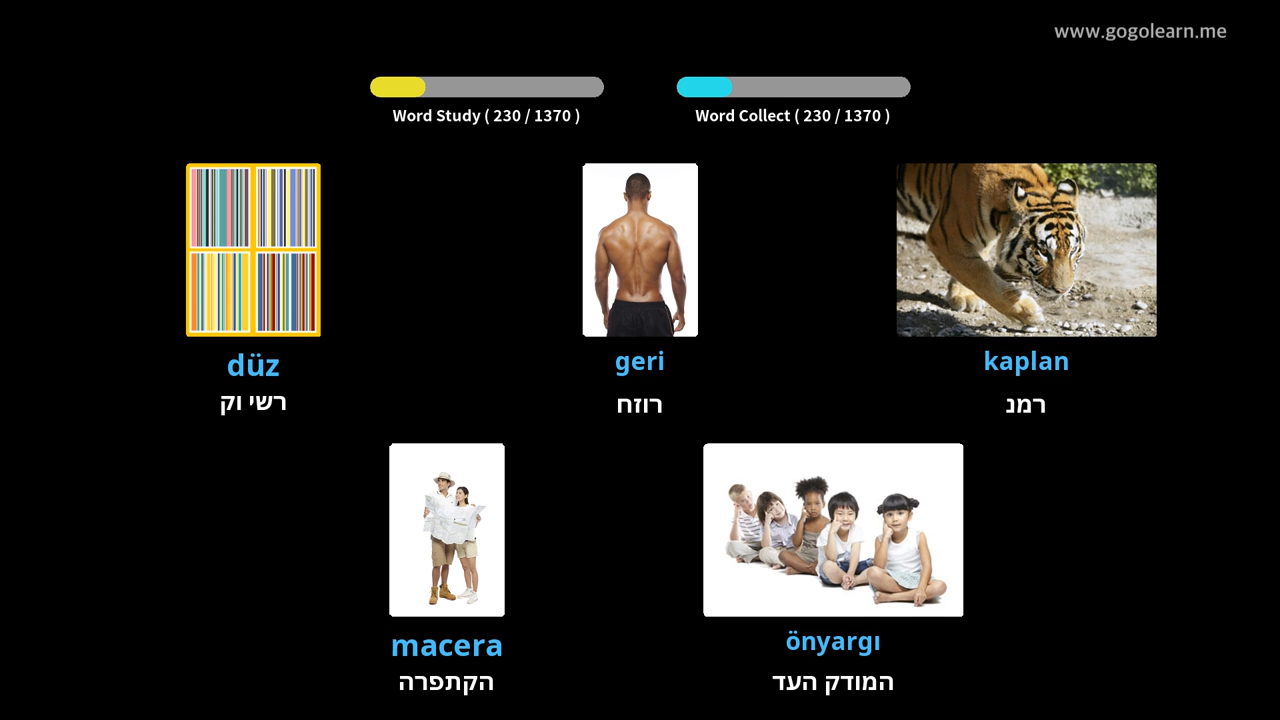 www.gogolearn.me
Word Study ( 230 / 1370 )
Word Collect ( 230 / 1370 )
düz
רשי וק
geri
רוזח
kaplan
רמנ
macera
הקתפרה
önyargı
המודק העד